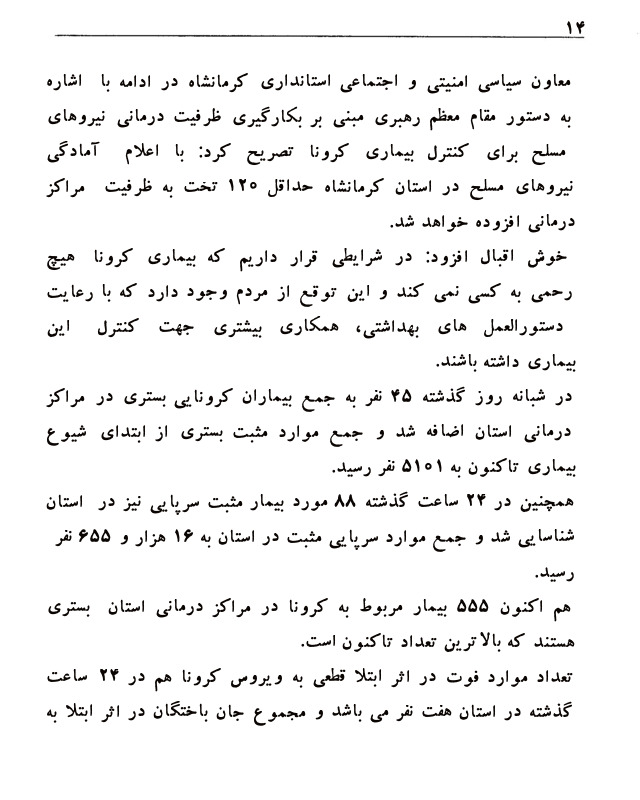 ۱۴
معاون سیاسی امنیتی و اجتماعی استانداری کرمانشاه در ادامه با اشاره
به دستور مقام معظم رهبری مبنی بر بکارگیری ظرفیت درمانی نیروهای
مسلح برای کنترل بیماری کرونا تصریح کرد: با اعلام آمادگی
نیروهای مسلح در استان کرمانشاه حداقل ۱۲۰ تخت به ظرفیت مراکز
درمانی افزوده خواهد شد.
خوش اقبال افزود: در شرایطی قرار داریم که بیماری کرونا هیچ
رحمی به کسی نمی کند و این توقع از مردم وجود دارد که با رعایت
دستورالعمل های بهداشتی، همکاری بیشتری جهت کنترل این
بیماری داشته باشند.
در شبانه روز گذشته ۴۵ نفر به جمع بیماران کرونایی بستری در مراکز
درمانی استان اضافه شد و جمع موارد مثبت بستری از ابتدای شیوع
بیماری تاکنون به ۵۱۰۱ نفر رسید.
همچنین در ۲۴ ساعت گذشته ۸۸ مورد بیمار مثبت سرپایی نیز در استان
شناسایی شد و جمع موارد سرپایی مثبت در استان به ۱۶ هزار و ۶۵۵ نفر
رسید.
هم اکنون ۵۵۵ بیمار مربوط به کرونا در مراکز درمانی استان بستری
هستند که بالاترین تعداد تاکنون است.
تعداد موارد فوت در اثر ابتلا قطعی به ویروس کرونا هم در ۲۴ ساعت
گذشته در استان هفت نفر می باشد و مجموع جان باختگان در اثر ابتلا به